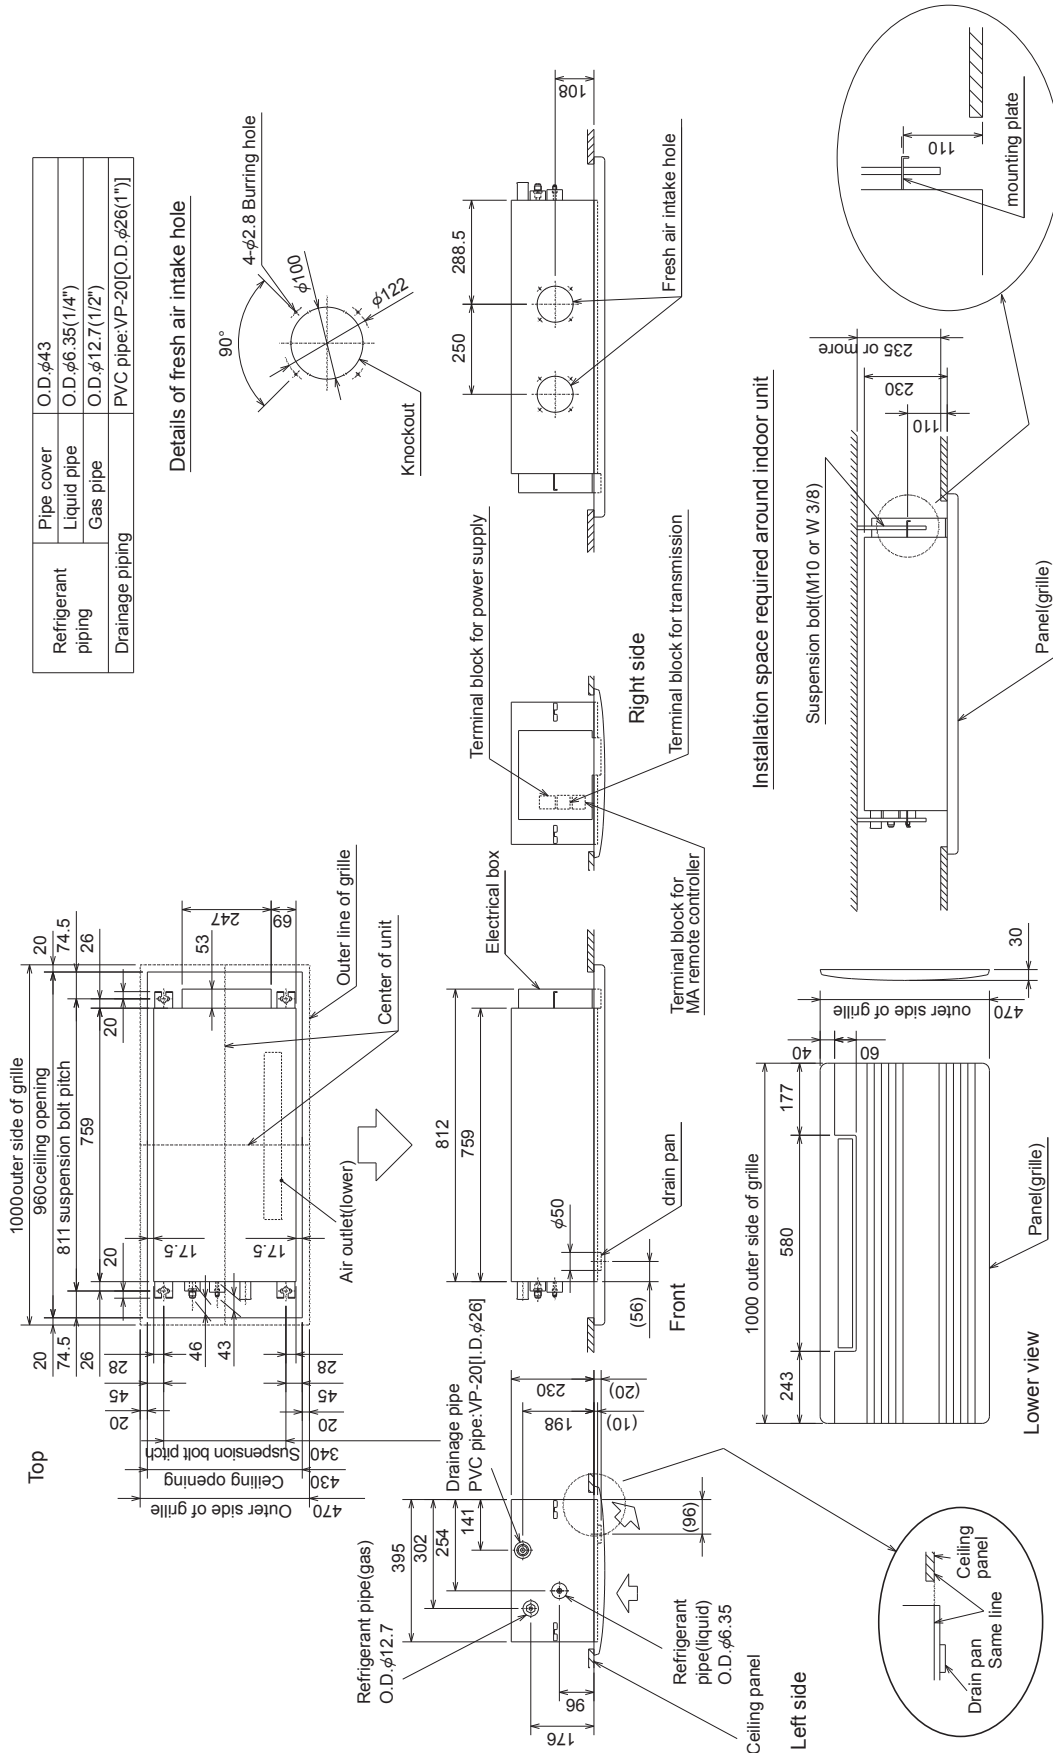 Top
1000outer side of grille
960ceiling opening
811 suspension bolt pitch
759
20
74.5
26
20
20
74.5
26
20
28
45
20
28
45
20
470
Outer side of grille
430
Ceiling opening
340
Suspension bolt pitch
17.5
17.5
46
43
53
247
69
Air outlet(lower)
Outer line of grille
Center of unit
Refrigerant piping
Pipe cover
O.D.ϕ43
Liquid pipe
O.D.ϕ6.35(1/4")
Gas pipe
O.D.ϕ12.7(1/2")
Drainage piping
PVC pipe:VP-20[O.D.ϕ26(1")]
Details of fresh air intake hole
90°
4-ϕ2.8 Burring hole
ϕ100
ϕ122
Knockout
Refrigerant pipe(gas)
O.D.ϕ12.7
Drainage pipe
PVC pipe:VP-20[I.D.ϕ26]
395
302
254
141
230
198
(20)
(10)
(96)
96
176
Refrigerant
pipe(liquid)
O.D.ϕ6.35
Ceiling panel
Left side
Ceiling
panel
Same line
Drain pan
812
759
Electrical box
ϕ50
drain pan
(56)
Front
Terminal block for power supply
Right side
Terminal block for transmission
Terminal block for
MA remote controller
250
288.5
108
Fresh air intake hole
1000 outer side of grille
243
580
177
40
60
470
outer side of grille
30
Panel(grille)
Lower view
Installation space required around indoor unit
Suspension bolt(M10 or W 3/8)
235 or more
230
110
Panel(grille)
110
mounting plate